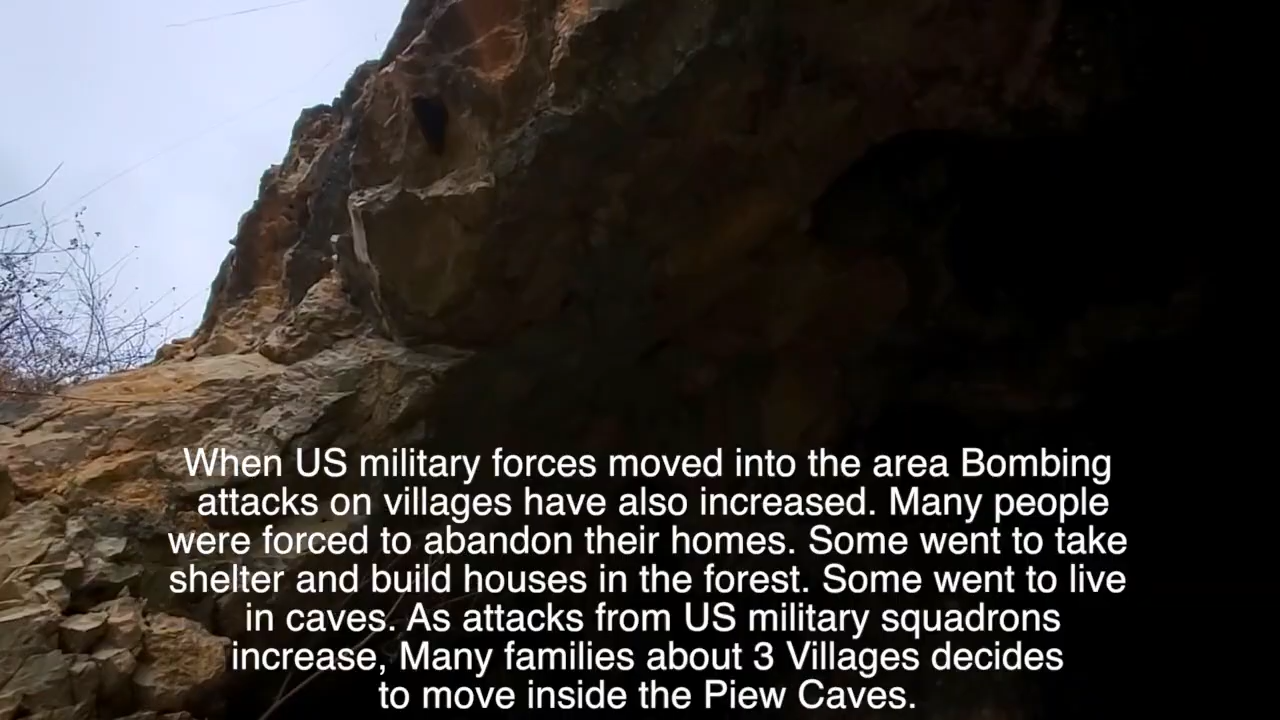 When US military forces moved into the area Bombing
attacks on villages have also increased. Many people
were forced to abandon their homes. Some went to take
shelter and build houses in the forest. Some went to live
in caves. As attacks from US military squadrons
increase, Many families about 3 Villages decides
to move inside the Piew Caves.